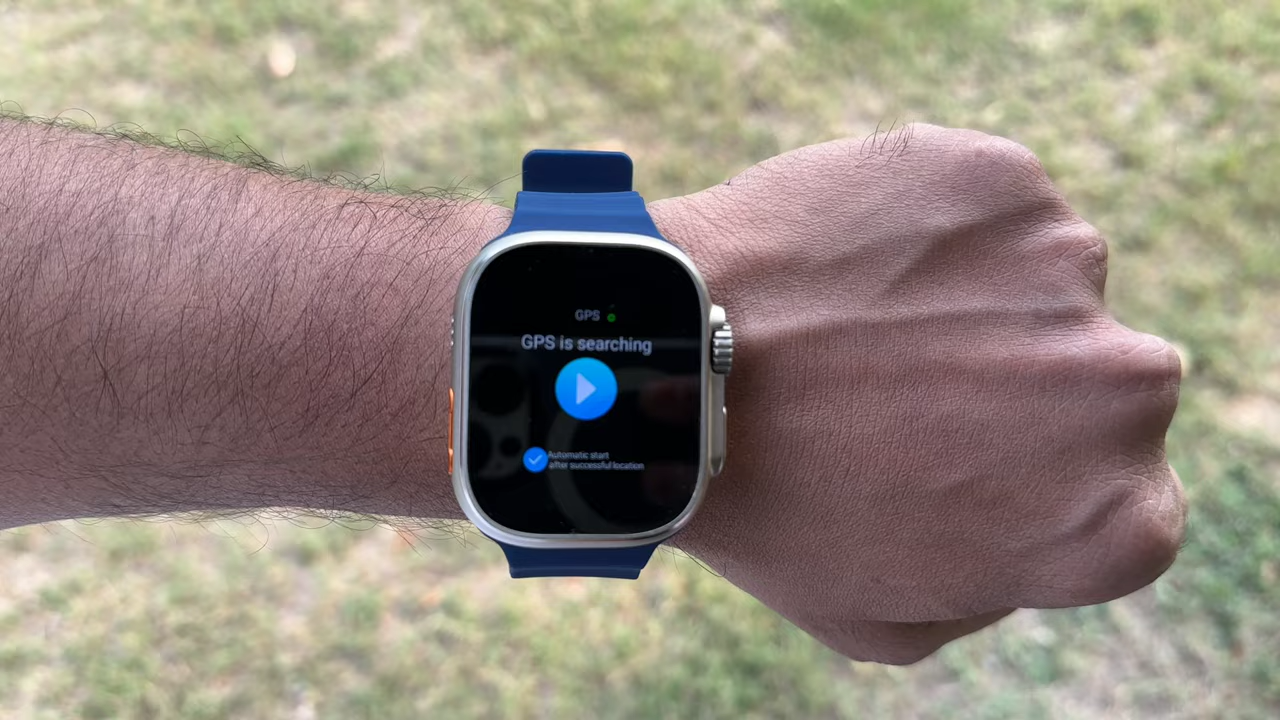 GPS
GPS is searching
Automatic start
after successful location